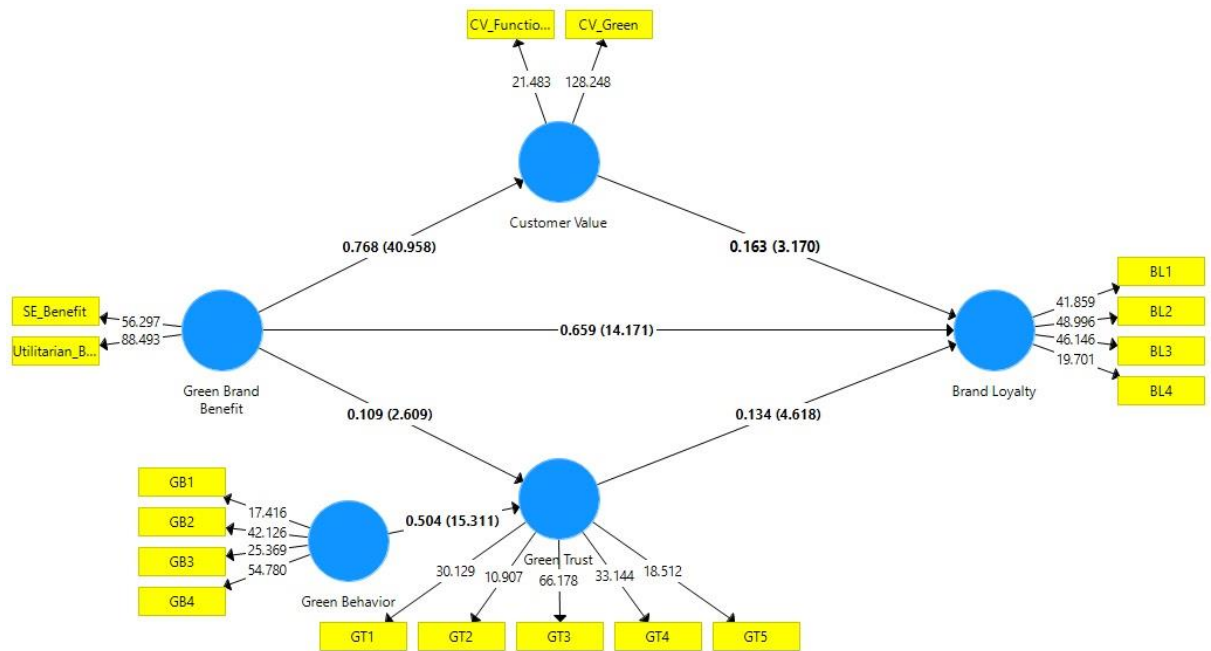 CV_Functio... CV_Green
21.483 128.248
Customer Value
0.768 (40.958) 0.163 (3.170)
SE_Benefit
56.297
Utilitarian_B...
88.493
Green Brand
Benefit
0.659 (14.171)
BL1
41.859
BL2
48.996
BL3
46.146
BL4
19.701
Brand Loyalty
0.109 (2.609) 0.134 (4.618)
GB1
17.416
GB2
42.126
GB3
25.369
GB4
54.780
Green Behavior
0.504 (15.311)
Green Trust
30.129 10.907 66.178 33.144 18.512
GT1 GT2 GT3 GT4 GT5